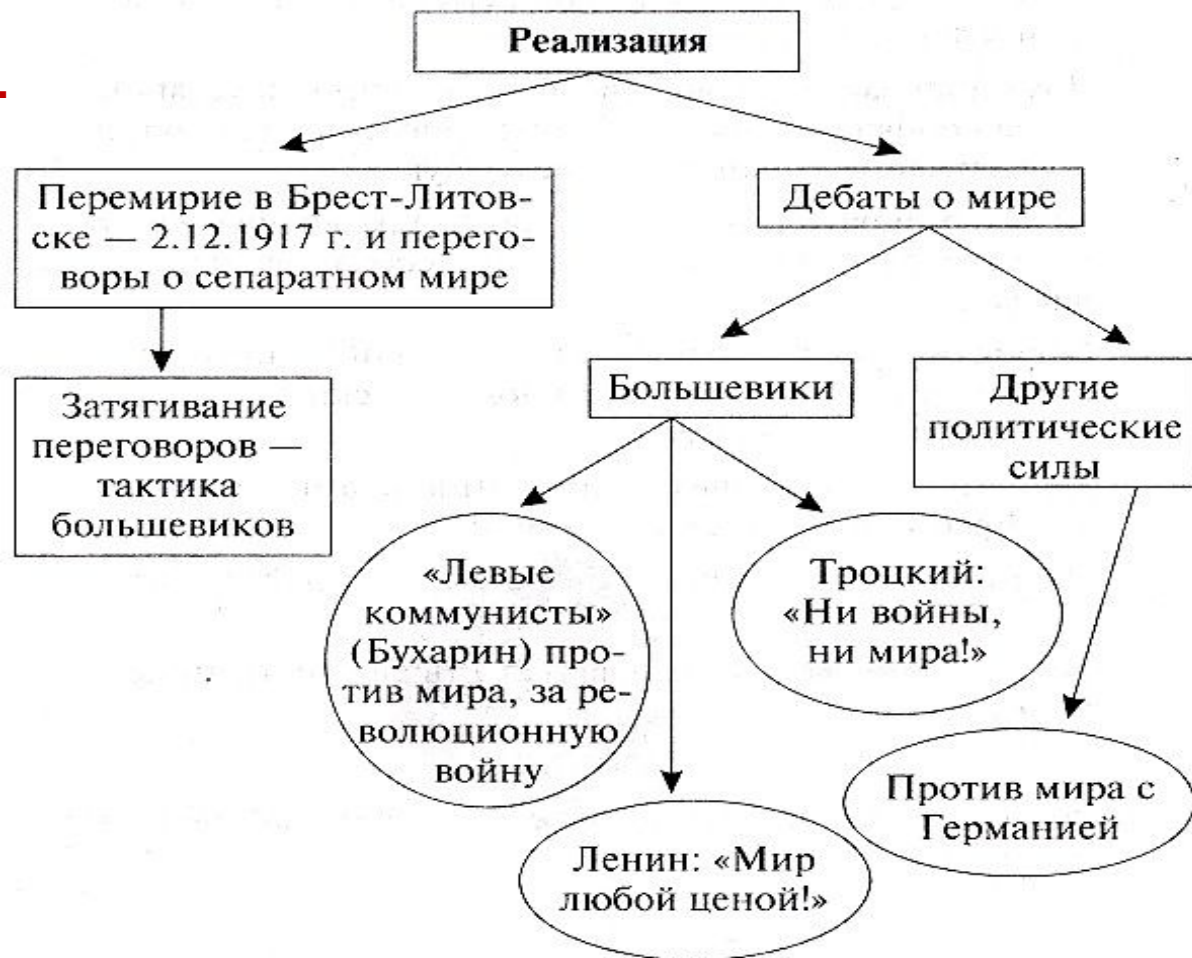 Реализация
Перемирие в Брест-Литов-
ске — 2.12.1917 г. и перего-
воры о сепаратном мире
Дебаты о мире
Затягивание
переговоров —
тактика
большевиков
Большевики
Другие
политические
силы
«Левые
коммунисты»
(Бухарин) про-
тив мира, за ре-
волюционную
войну
Троцкий:
«Ни войны,
ни мира!»
Ленин: «Мир
любой ценой!»
Против мира с
Германией